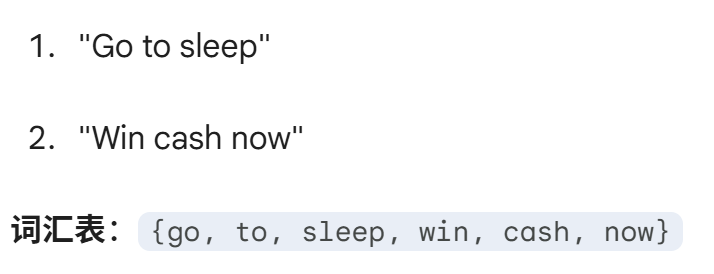 1. "Go to sleep"
2. "Win cash now"
词汇表： {go, to, sleep, win, cash, now}